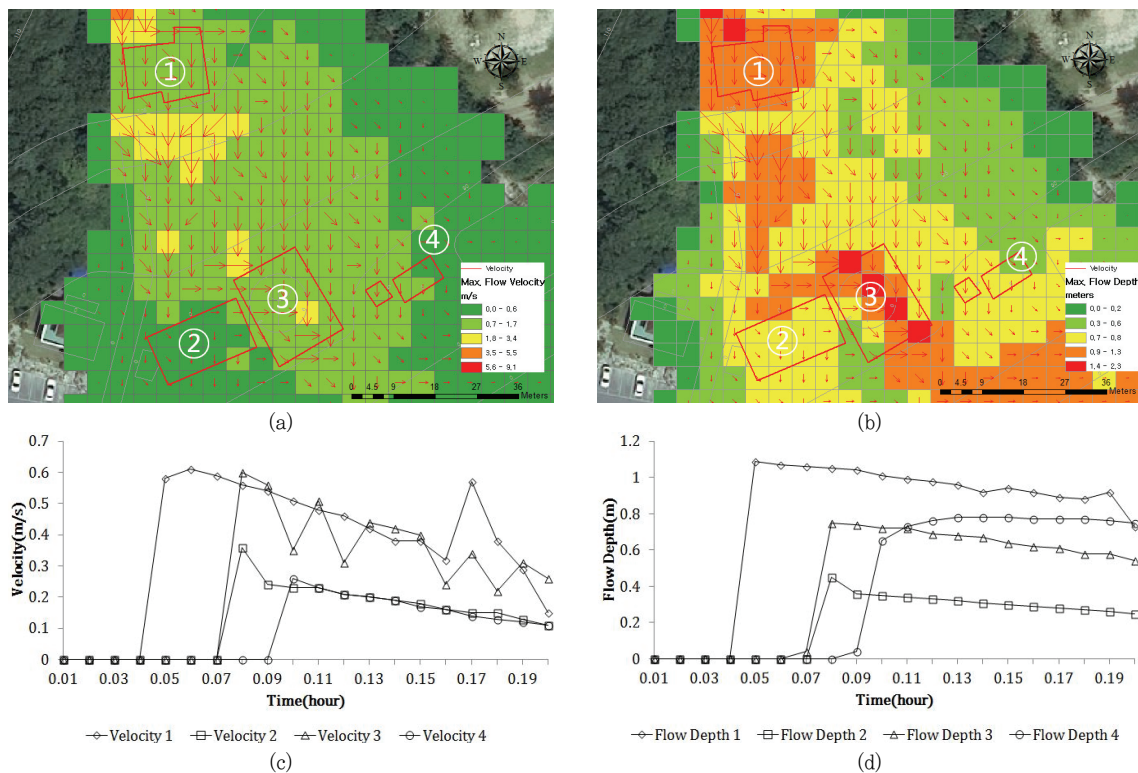 ①
②
③
④
N
W
E
S
Velocity
Max. Flow Velocity
m/s
0,0 - 0,6
0,7 - 1,7
1,8 - 3,4
3,5 - 5,5
5,6 - 9,1
0 4.5 9 18 27 36
Meters
(a)
①
②
③
④
N
W
E
S
Velocity
Max, Flow Depth
meters
0,0 - 0,2
0,3 - 0,6
0,7 - 0,8
0,9 - 1,3
1,4 - 2,3
0 4.5 9 18 27 36
Meters
(b)
Velocity(m/s)
0.7
0.6
0.5
0.4
0.3
0.2
0.1
0
0.01 0.03 0.05 0.07 0.09 0.11 0.13 0.15 0.17 0.19
Time(hour)
Velocity 1 Velocity 2 Velocity 3 Velocity 4
(c)
Flow Depth(m)
1.2
1
0.8
0.6
0.4
0.2
0
0.01 0.03 0.05 0.07 0.09 0.11 0.13 0.15 0.17 0.19
Time(hour)
Flow Depth 1 Flow Depth 2 Flow Depth 3 Flow Depth 4
(d)